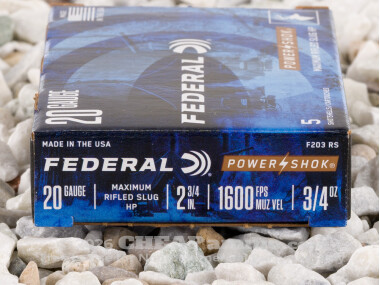 20 GAUGE
FEDERAL
POWER SHOK
5
MADE IN THE USA
F203 RS
FEDERAL POWER SHOK®
20 GAUGE
MAXIMUM RIFLED SLUG HP
2 3/4 IN.
1600 FPS MUZ VEL
3/4 OZ